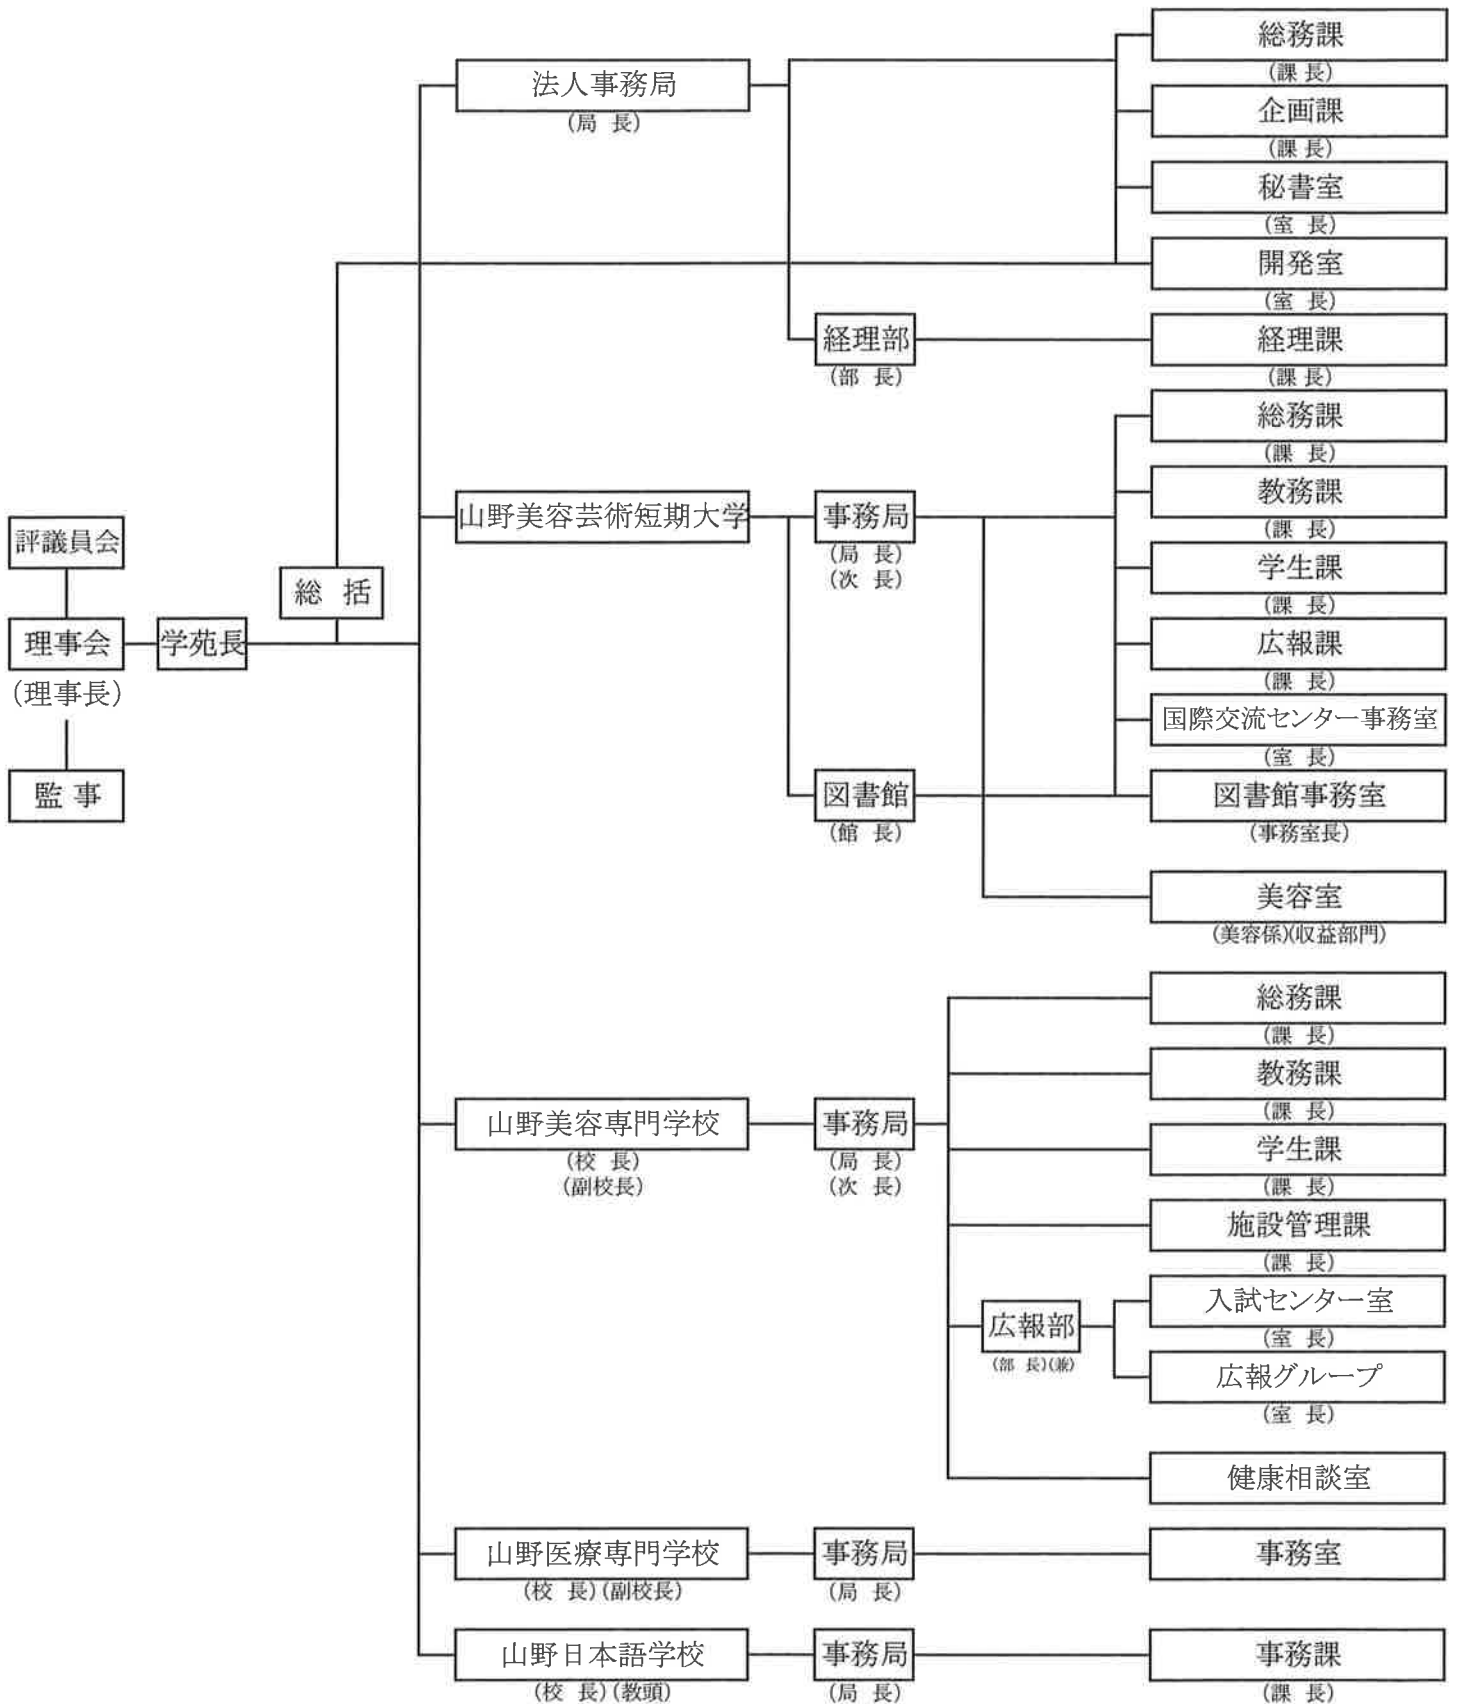 評議員会
理事会
(理事長)
監 事
学苑長
総 括
法人事務局
(局 長)
総務課
(課 長)
企画課
(課 長)
秘書室
(室 長)
開発室
(室 長)
経理部
(部 長)
経理課
(課 長)
山野美容芸術短期大学
事務局
(局 長)
(次 長)
総務課
(課 長)
教務課
(課 長)
学生課
(課 長)
広報課
(課 長)
国際交流センター事務室
(室 長)
図書館
(館 長)
図書館事務室
(事務室長)
美容室
(美容係)(収益部門)
山野美容専門学校
(校 長)
(副校長)
事務局
(局 長)
(次 長)
総務課
(課 長)
教務課
(課 長)
学生課
(課 長)
施設管理課
(課 長)
広報部
(部 長)(兼)
入試センター室
(室 長)
広報グループ
(室 長)
健康相談室
山野医療専門学校
(校 長)(副校長)
事務局
(局 長)
事務室
山野日本語学校
(校 長)(教頭)
事務局
(局 長)
事務課
(課 長)